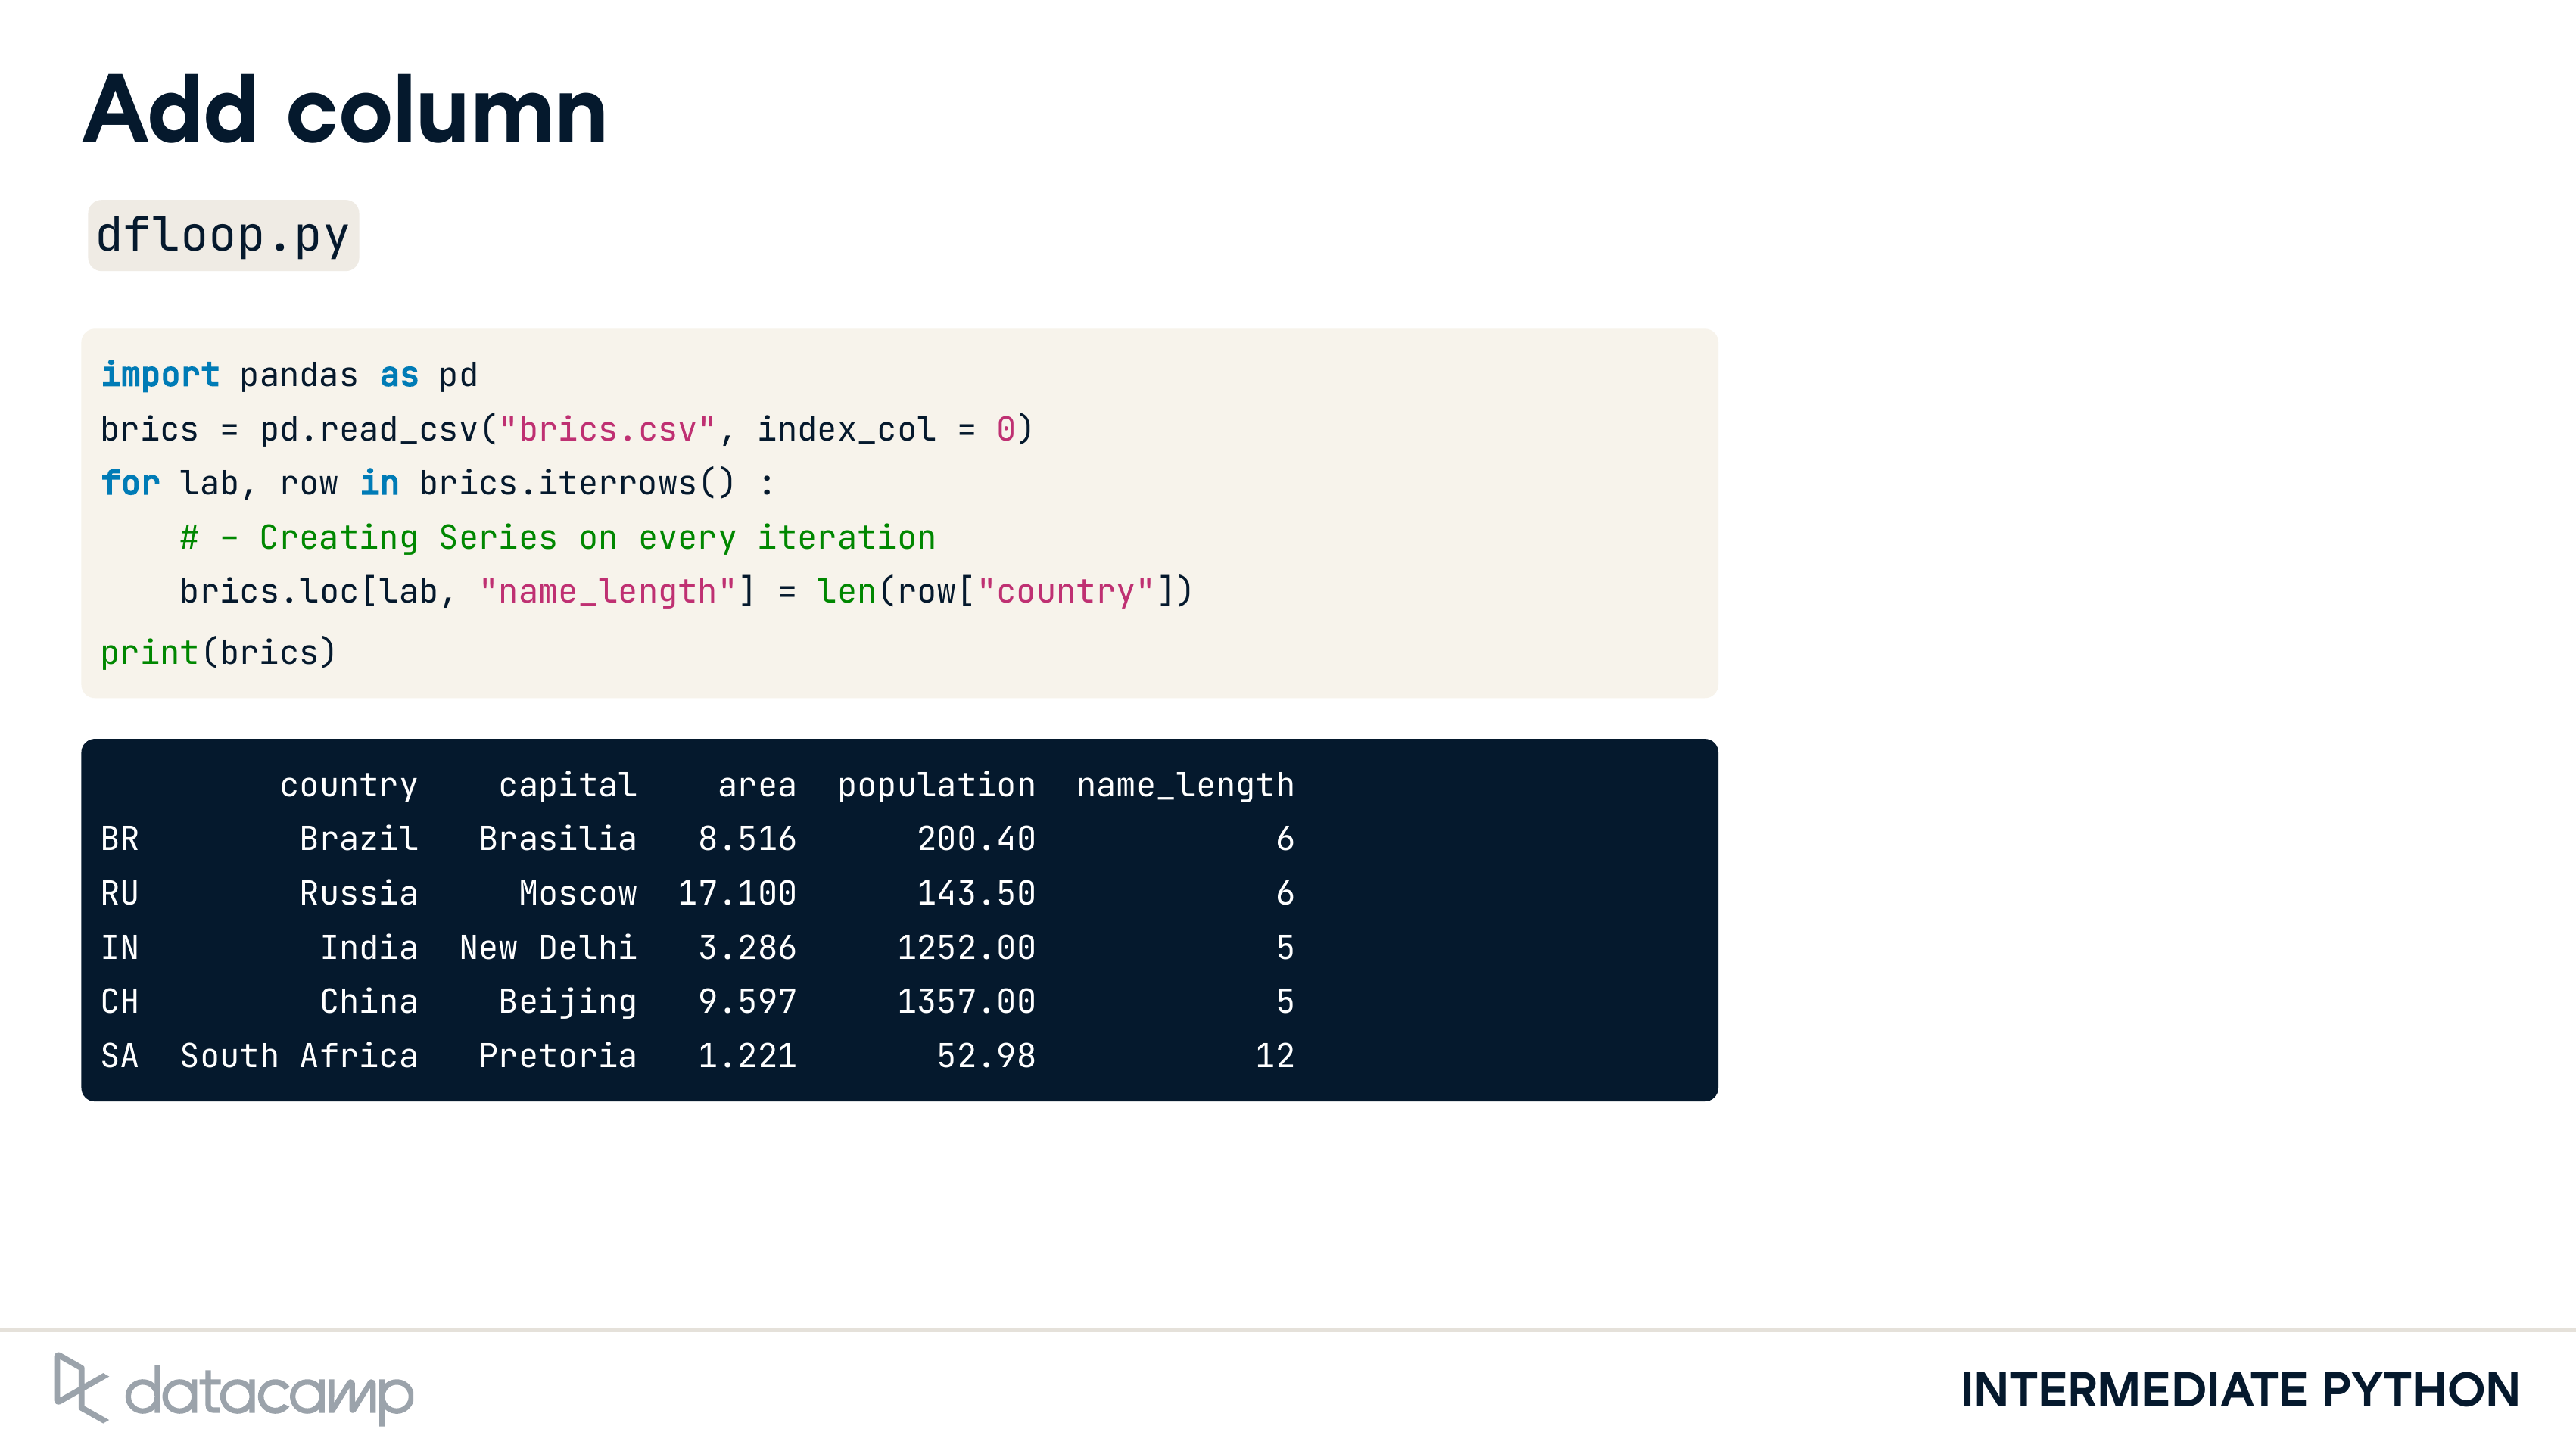 Add column
dfloop.py
import pandas as pd
brics = pd.read_csv("brics.csv", index_col = 0)
for lab, row in brics.iterrows() :
    # - Creating Series on every iteration
    brics.loc[lab, "name_length"] = len(row["country"])
print(brics)
         country    capital    area  population  name_length
BR        Brazil   Brasilia   8.516      200.40            6
RU        Russia     Moscow  17.100      143.50            6
IN         India  New Delhi   3.286     1252.00            5
CH         China    Beijing   9.597     1357.00            5
SA  South Africa   Pretoria   1.221       52.98           12
datacamp
INTERMEDIATE PYTHON